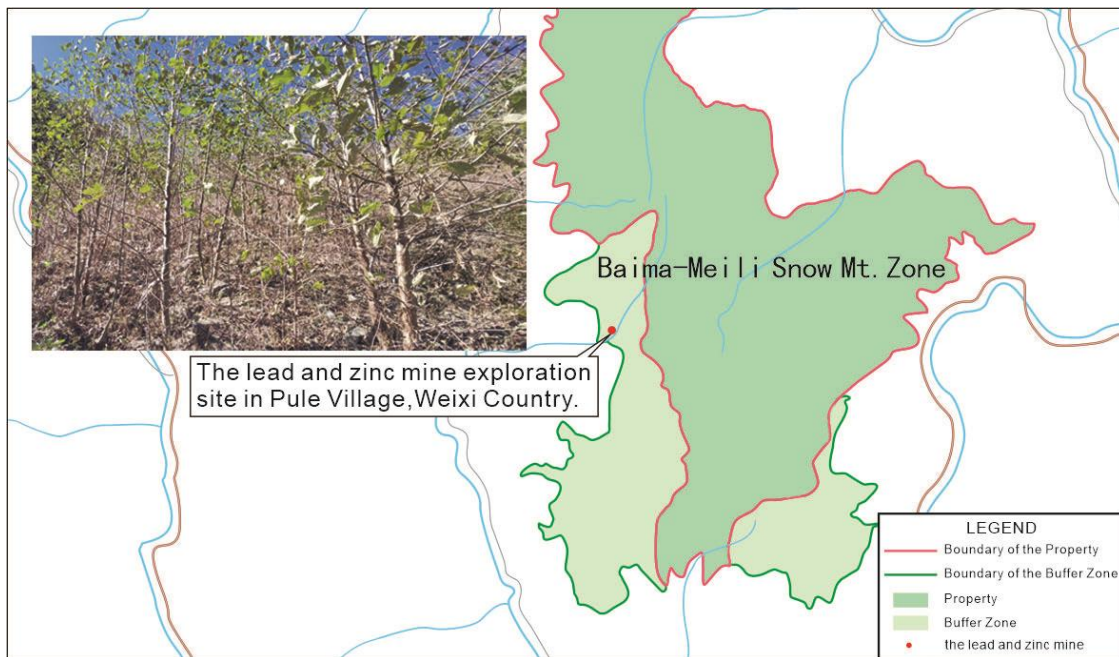 Baima-Meili Snow Mt. Zone
The lead and zinc mine exploration
site in Pule Village,Weixi Country.
LEGEND
Boundary of the Property
Boundary of the Buffer Zone
Property
Buffer Zone
the lead and zinc mine